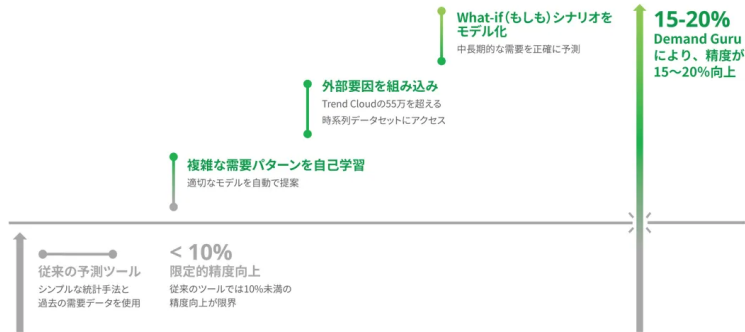 What-if（もしも）シナリオを
モデル化
中長期的な需要を正確に予測
15-20%
Demand Guru
により、精度が
15～20%向上
外部要因を組み込み
Trend Cloudの55万を超える
時系列データセットにアクセス
複雑な需要パターンを自己学習
適切なモデルを自動で提案
従来の予測ツール
シンプルな統計手法と
過去の需要データを使用
< 10%
限定的精度向上
従来のツールでは10%未満の
精度向上が限界